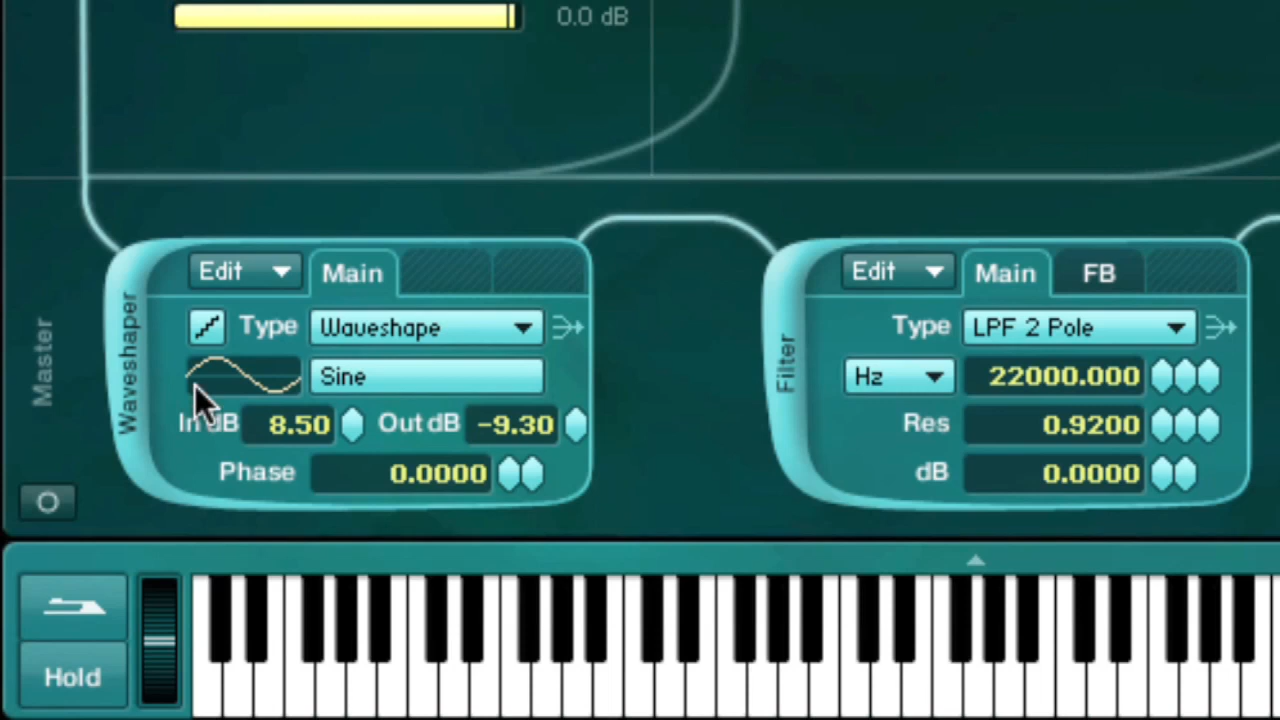 0.0 dB
Master
Waveshaper
Edit Main
Type Waveshape
Sine
In dB 8.50 Out dB -9.30
Phase 0.0000
Filter
Edit Main FB
Type LPF 2 Pole
Hz 22000.000
Res 0.9200
dB 0.0000
Hold